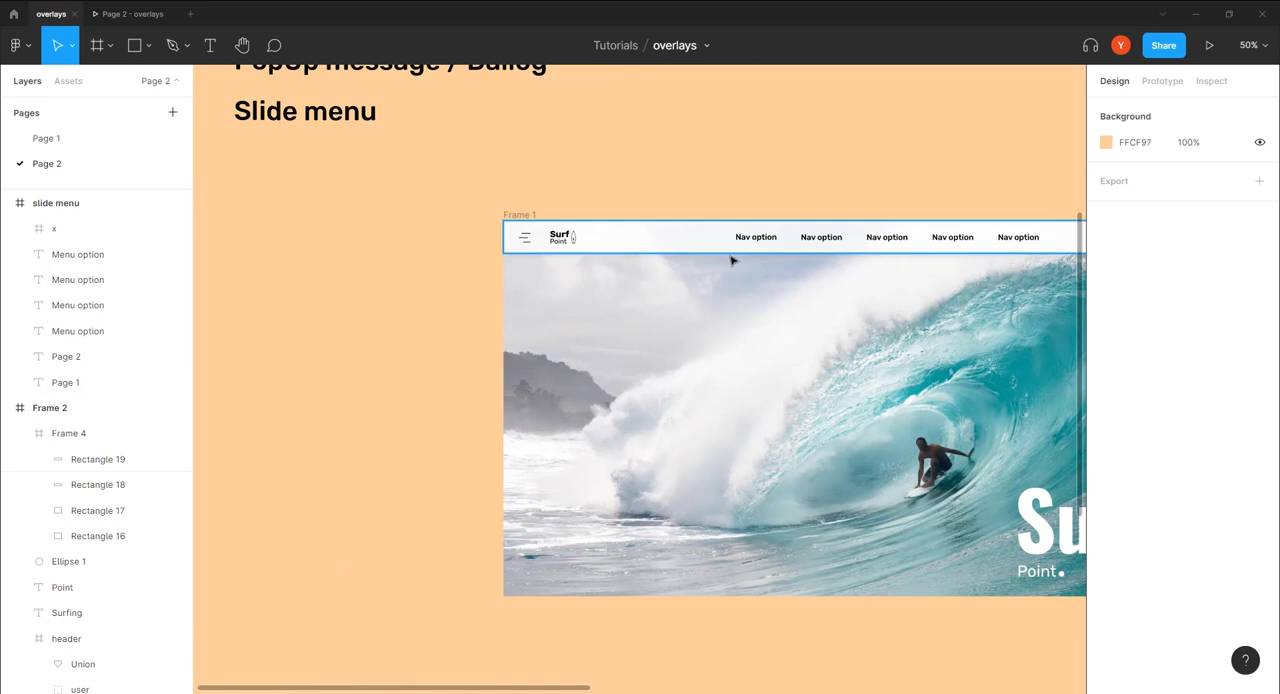 overlays
Page 2 - overlays
Tutorials / overlays
Y
Share
50%
Layers
Assets
Page 2
Pages
Page 1
Page 2
slide menu
x
Menu option
Menu option
Menu option
Menu option
Page 2
Page 1
Frame 2
Frame 4
Rectangle 19
Rectangle 18
Rectangle 17
Rectangle 16
Ellipse 1
Point
Surfing
header
Union
user
PopUp message / Dailog
Slide menu
Frame 1
Surf
Point
Nav option
Nav option
Nav option
Nav option
Nav option
Su
Point
Design
Prototype
Inspect
Background
FFCF97
100%
Export
?